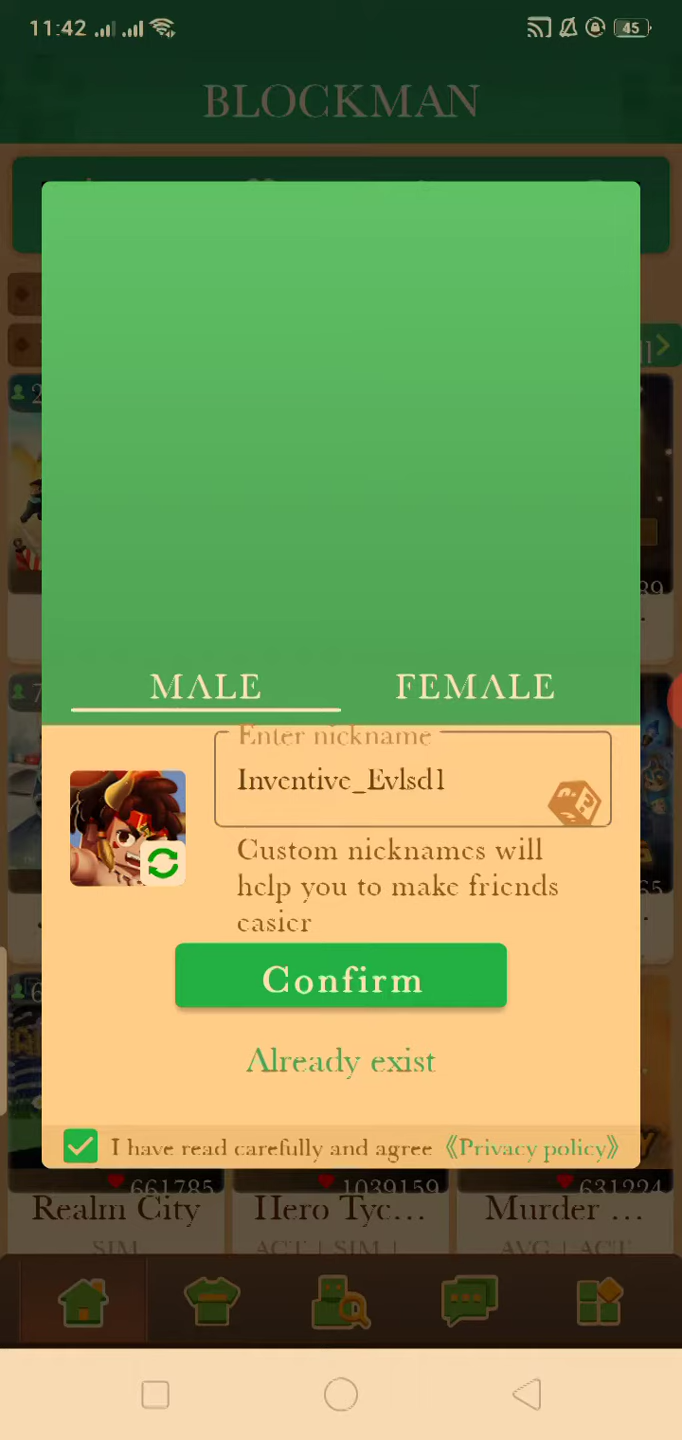 11:42
45
BLOCKMAN
MALE
FEMALE
Enter nickname
Inventive_Evlsd1
Custom nicknames will
help you to make friends
easier
Confirm
Already exist
I have read carefully and agree 《Privacy policy》
661785
1039159
631224
Realm City
Hero Tyc...
Murder ...
SIM
ACT | SIM |
AVG | ACT